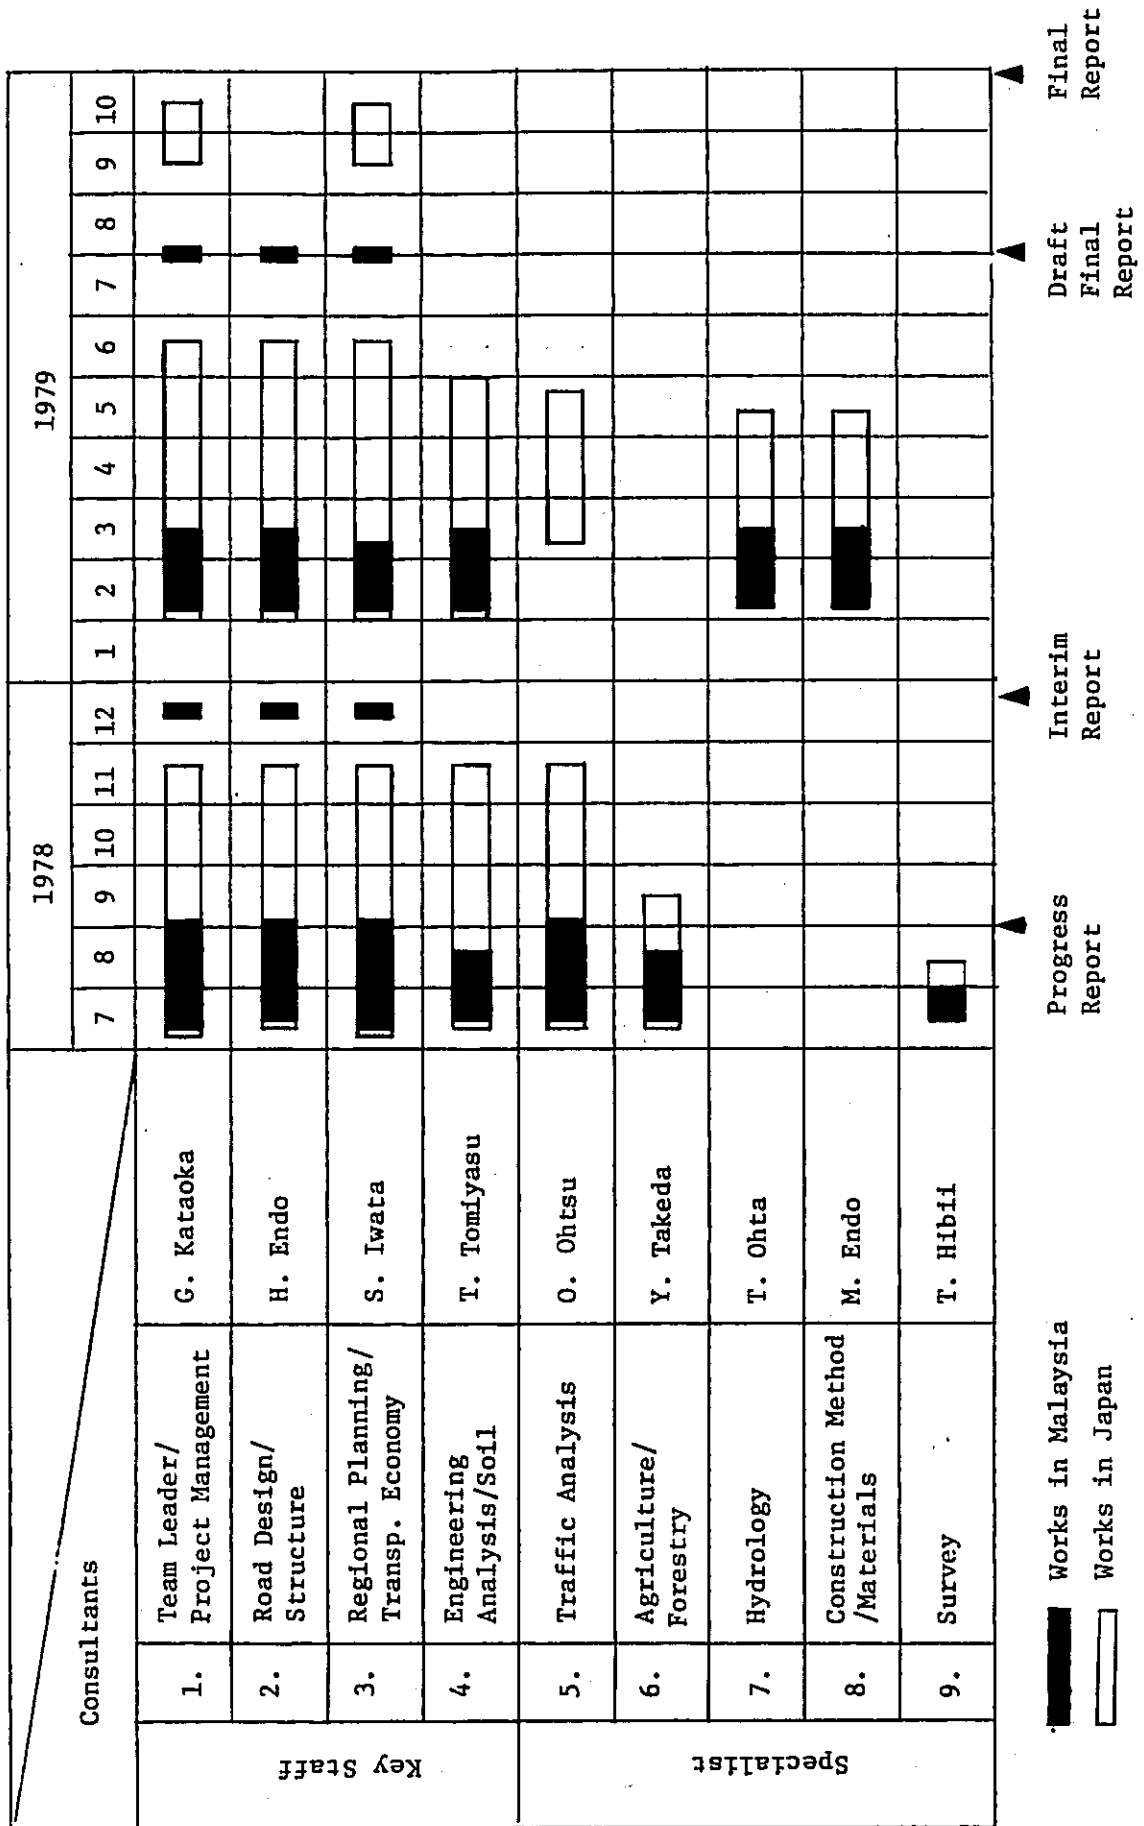 Consultants
1978
1979
7 8 9 10 11 12 1 2 3 4 5 6 7 8 9 10
Key Staff
1. Team Leader/
Project Management
G. Kataoka
2. Road Design/
Structure
H. Endo
3. Regional Planning/
Transp. Economy
S. Iwata
4. Engineering
Analysis/Soil
T. Tomiyasu
Specialist
5. Traffic Analysis
O. Ohtsu
6. Agriculture/
Forestry
Y. Takeda
7. Hydrology
T. Ohta
8. Construction Method
/Materials
M. Endo
9. Survey
T. Hibii
Progress
Report
Interim
Report
Draft
Final
Report
Final
Report
Works in Malaysia
Works in Japan